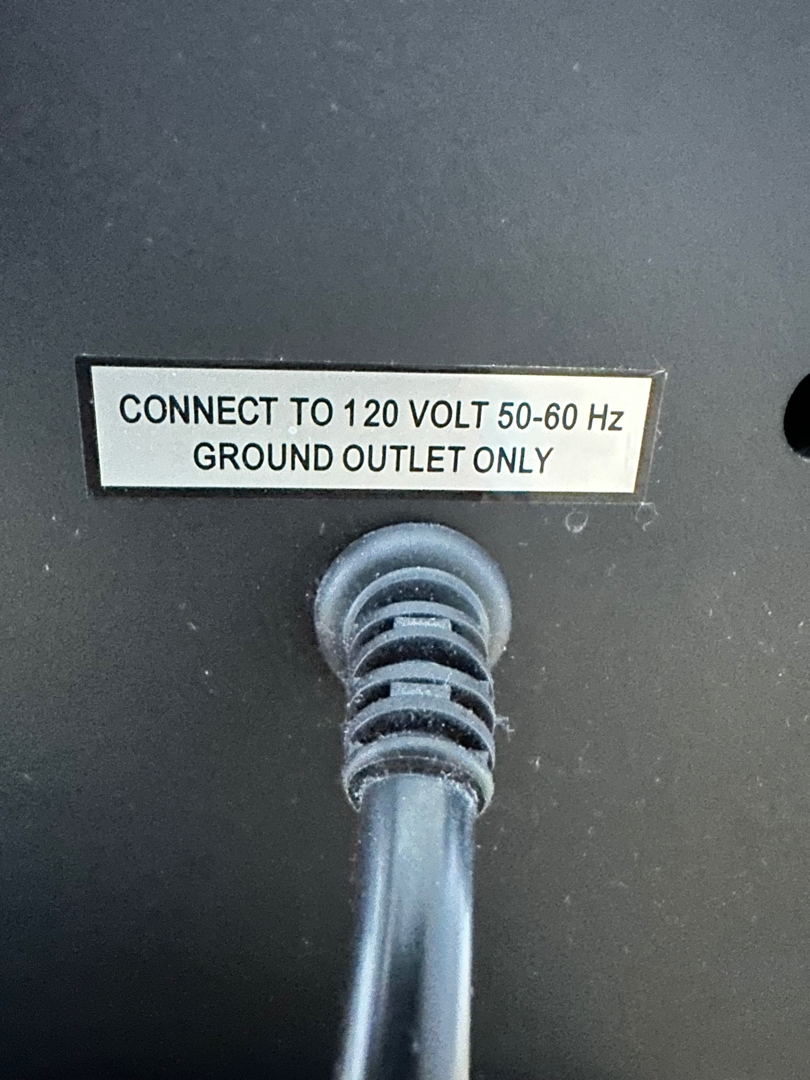 CONNECT TO 120 VOLT 50-60 Hz
GROUND OUTLET ONLY